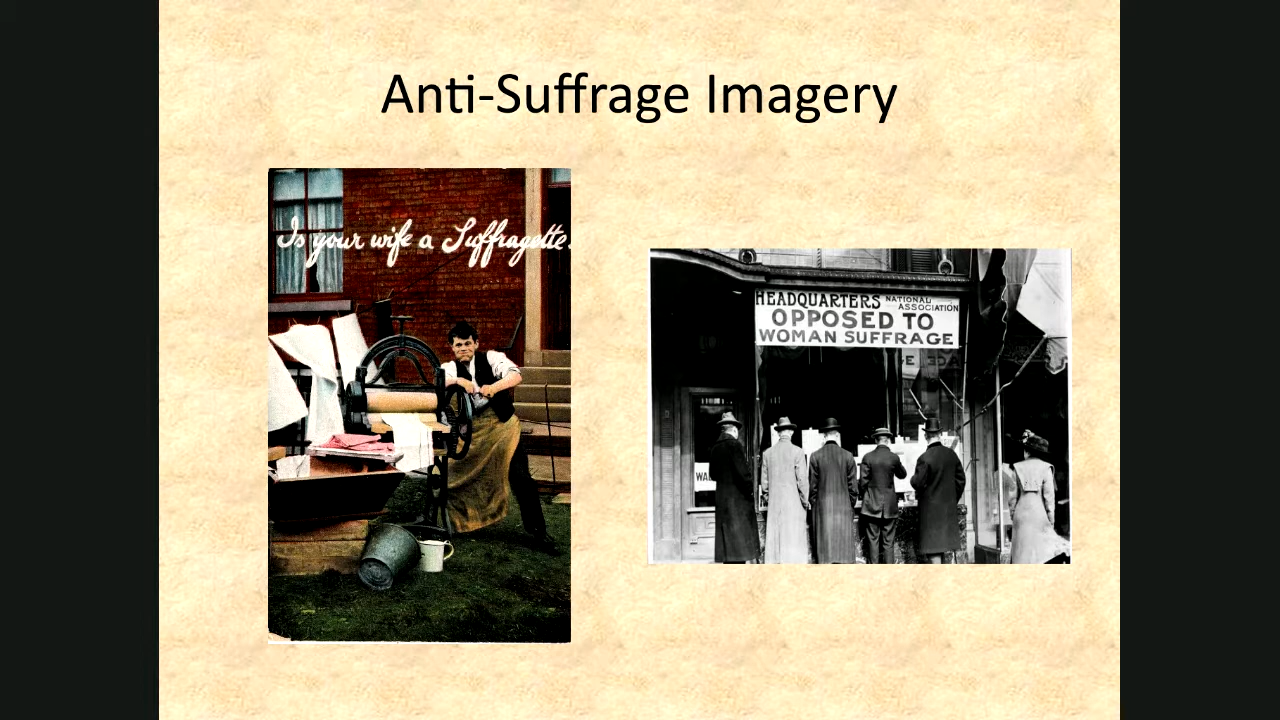 Anti-Suffrage Imagery
Is your wife a Suffragette
HEADQUARTERS NATIONAL ASSOCIATION
OPPOSED TO
WOMAN SUFFRAGE